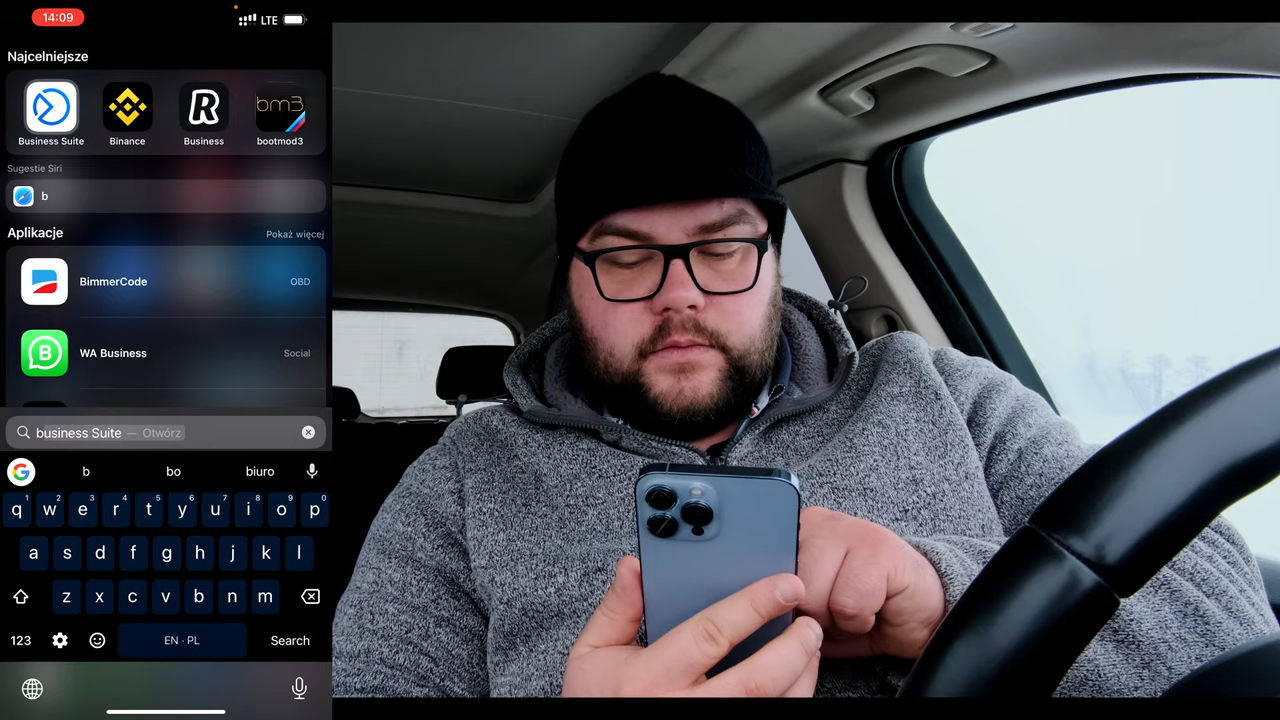 14:09
LTE
Najcelniejsze
bm3
Business Suite
Binance
Business
bootmod3
Sugestie Siri
b
Aplikacje
Pokaż więcej
BimmerCode
OBD
B
WA Business
Social
business Suite — Otwórz
G
b
bo
biuro
1 2 3 4 5 6 7 8 9 0
q w e r t y u i o p
a s d f g h j k l
z x c v b n m
123
EN · PL
Search